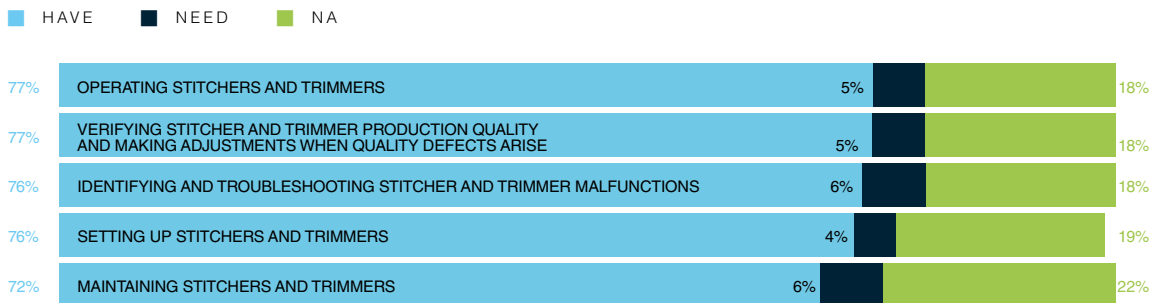 HAVE NEED NA
77% OPERATING STITCHERS AND TRIMMERS 5% 18%
77% VERIFYING STITCHER AND TRIMMER PRODUCTION QUALITY
AND MAKING ADJUSTMENTS WHEN QUALITY DEFECTS ARISE 5% 18%
76% IDENTIFYING AND TROUBLESHOOTING STITCHER AND TRIMMER MALFUNCTIONS 6% 18%
76% SETTING UP STITCHERS AND TRIMMERS 4% 19%
72% MAINTAINING STITCHERS AND TRIMMERS 6% 22%